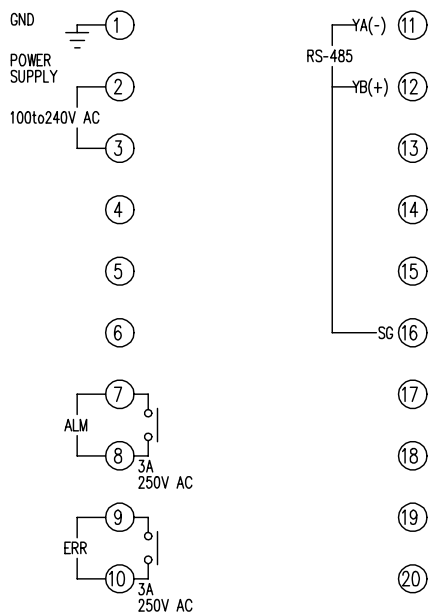 GND
1
POWER
SUPPLY
2
100to240V AC
3
4
5
6
7
ALM
8
3A
250V AC
9
ERR
10
3A
250V AC
YA(-) 11
RS-485
YB(+) 12
13
14
15
SG 16
17
18
19
20